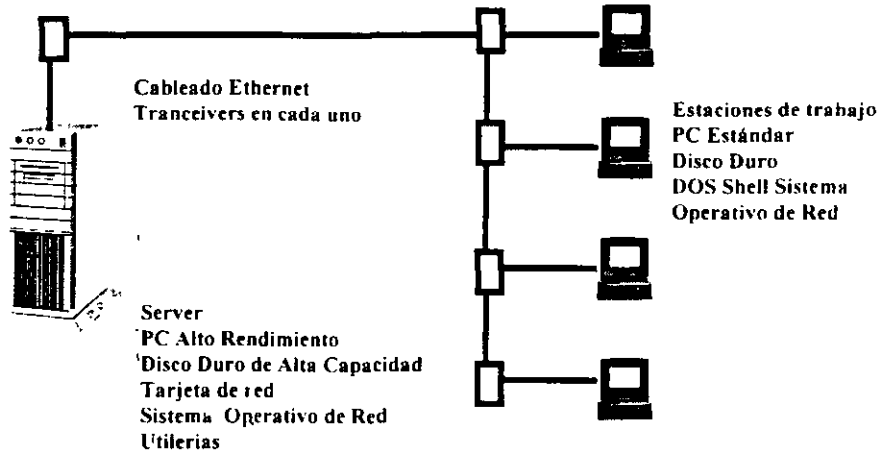 Cableado Ethernet
Tranceivers en cada uno
Estaciones de trabajo
PC Estándar
Disco Duro
DOS Shell Sistema
Operativo de Red
Server
PC Alto Rendimiento
Disco Duro de Alta Capacidad
Tarjeta de red
Sistema Operativo de Red
Utilerias